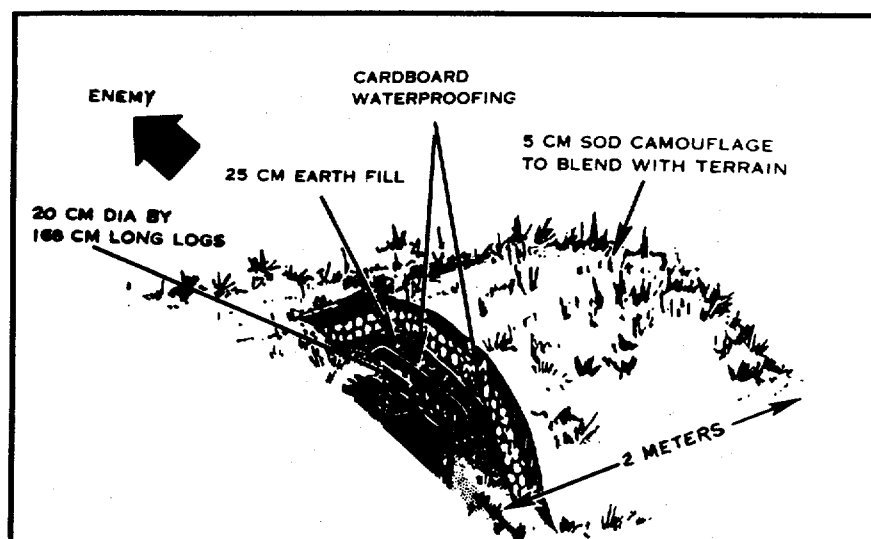 CARDBOARD
WATERPROOFING
ENEMY
5 CM SOD CAMOUFLAGE
TO BLEND WITH TERRAIN
25 CM EARTH FILL
20 CM DIA BY
168 CM LONG LOGS
2 METERS